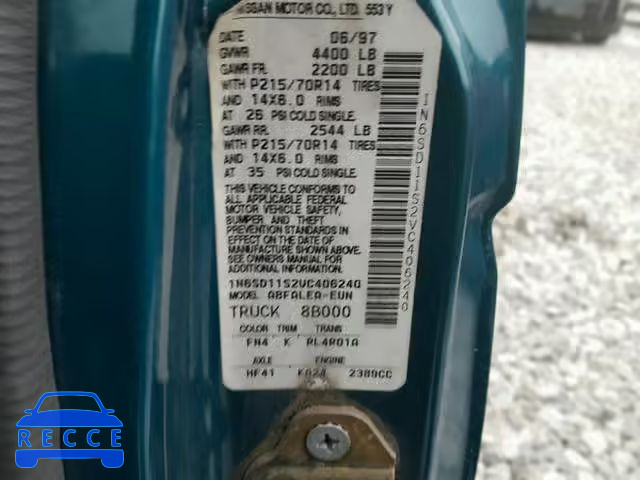 NISSAN MOTOR CO., LTD. 553Y
DATE 06/97
GVWR 4400 LB
GAWR FR. 2200 LB
WITH P215/70R14 TIRES
AND 14X6.0 RIMS
AT 26 PSI COLD SINGLE.
GAWR RR. 2544 LB
WITH P215/70R14 TIRES
AND 14X6.0 RIMS
AT 35 PSI COLD SINGLE.
THIS VEHICLE CONFORMS TO
ALL APPLICABLE FEDERAL
MOTOR VEHICLE SAFETY,
BUMPER AND THEFT
PREVENTION STANDARDS IN
EFFECT ON THE DATE OF
MANUFACTURE SHOWN ABOVE.
SEE OWNERS MANUAL FOR
ADDITIONAL INFORMATION.
1N6SD11S2VC406240
MODEL ABFALEA-EUN
TRUCK 8B000
COLOR TRIM TRANS
FN4 K RL4R01A
AXLE ENGINE
HF41 KA24 2389CC
1N6SD11S2VC406240
RECCE